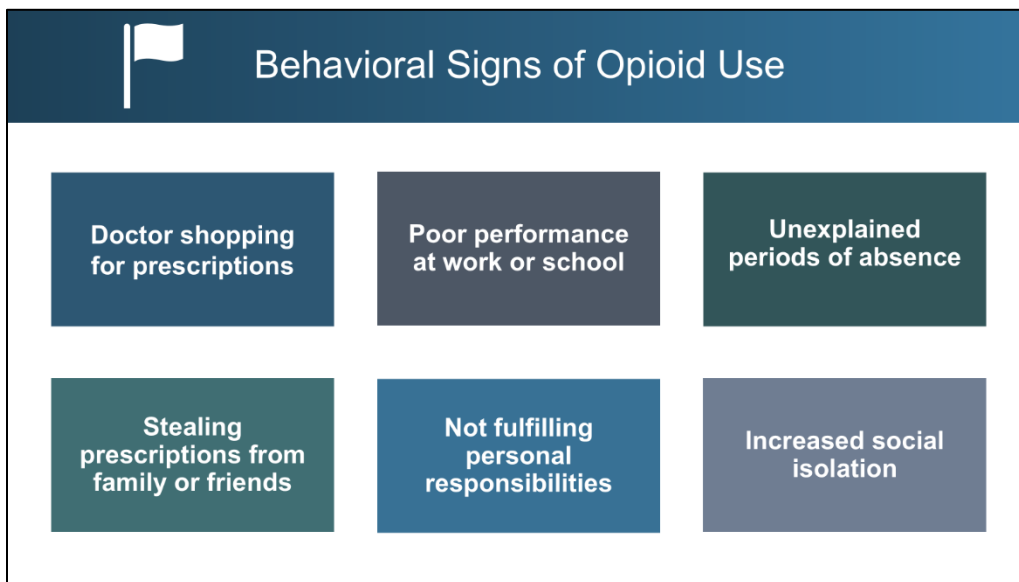 Behavioral Signs of Opioid Use
Doctor shopping
for prescriptions
Poor performance
at work or school
Unexplained
periods of absence
Stealing
prescriptions from
family or friends
Not fulfilling
personal
responsibilities
Increased social
isolation